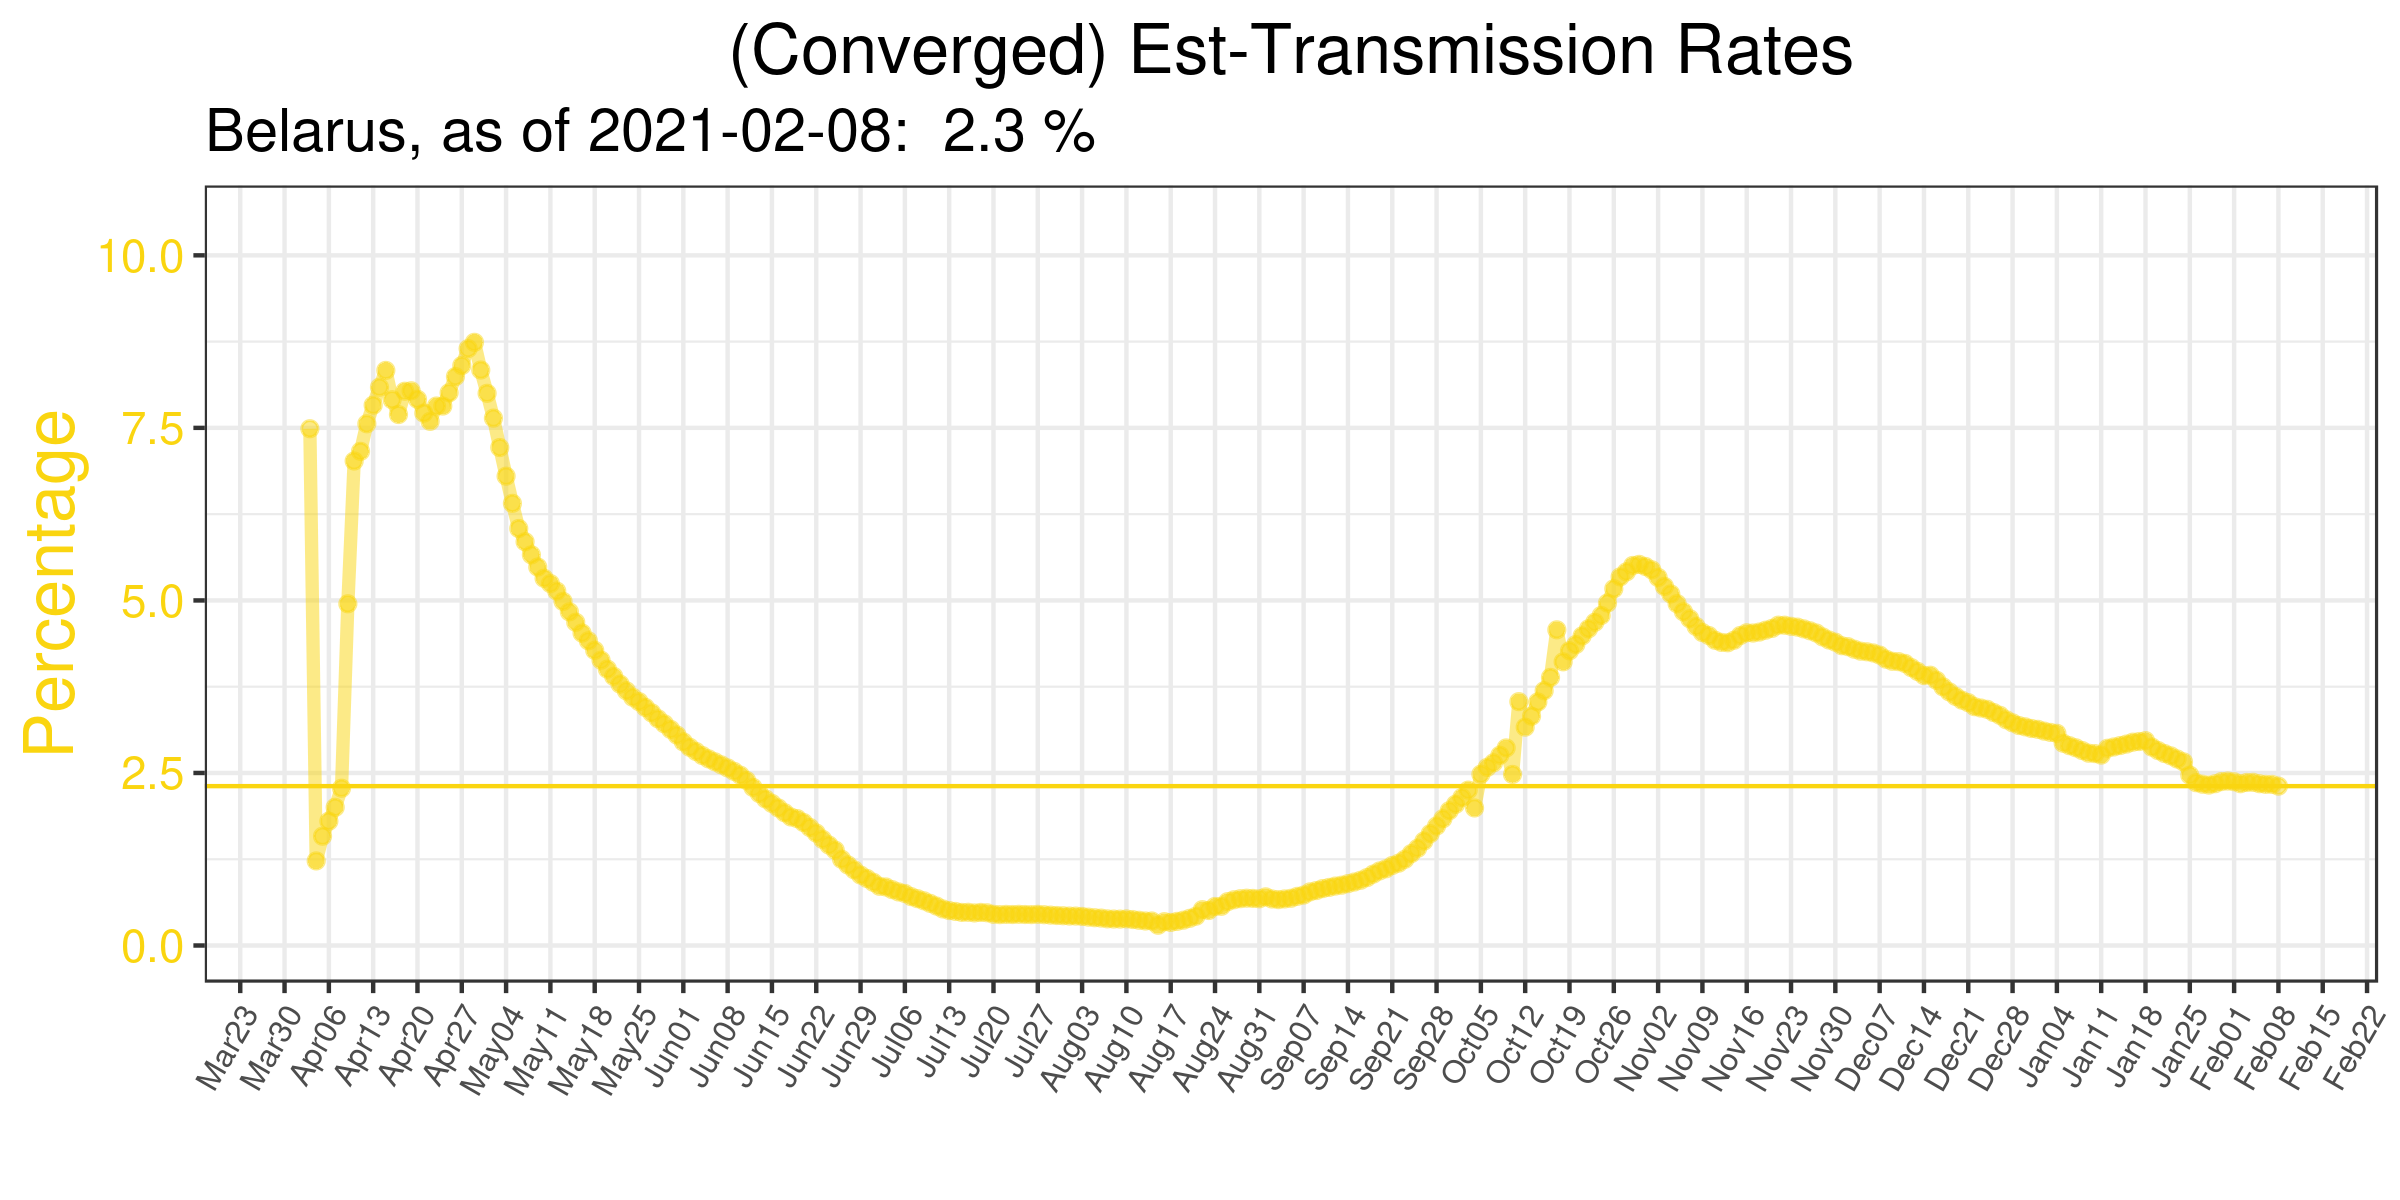 (Converged) Est-Transmission Rates
Belarus, as of 2021-02-08:  2.3 %
Percentage
10.0
7.5
5.0
2.5
0.0
Mar23
Mar30
Apr06
Apr13
Apr20
Apr27
May04
May11
May18
May25
Jun01
Jun08
Jun15
Jun22
Jun29
Jul06
Jul13
Jul20
Jul27
Aug03
Aug10
Aug17
Aug24
Aug31
Sep07
Sep14
Sep21
Sep28
Oct05
Oct12
Oct19
Oct26
Nov02
Nov09
Nov16
Nov23
Nov30
Dec07
Dec14
Dec21
Dec28
Jan04
Jan11
Jan18
Jan25
Feb01
Feb08
Feb15
Feb22